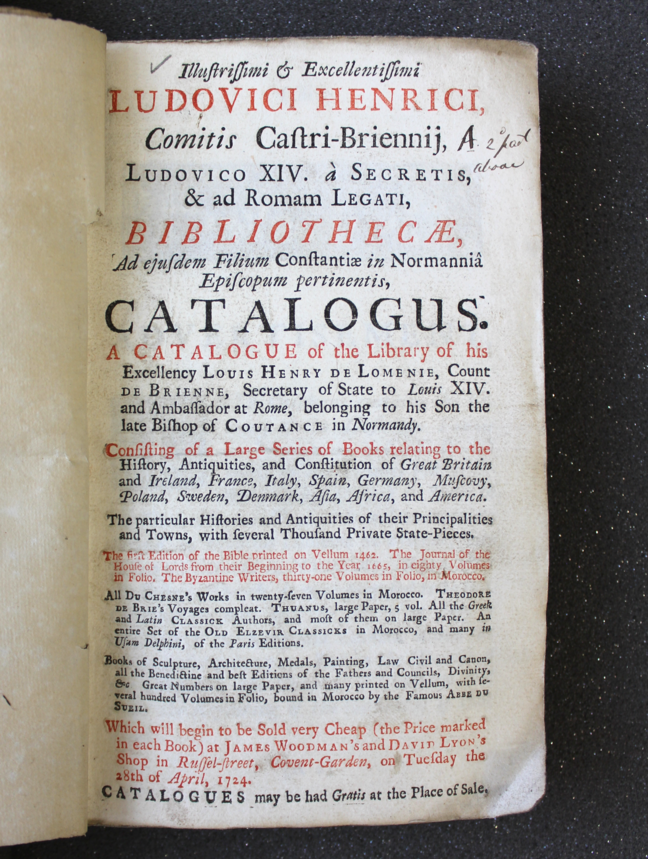 Illuſtriſſimi & Excellentiſſimi
LUDOVICI HENRICI,
Comitis Caſtri-Briennij, A 2 part
above
LUDOVICO XIV. à SECRETIS,
& ad Romam LEGATI,
BIBLIOTHECÆ,
Ad ejuſdem Filium Conſtantiæ in Normanniâ
Epiſcopum pertinentis,
CATALOGUS.
A CATALOGUE of the Library of his
Excellency LOUIS HENRY DE LOMENIE, Count
DE BRIENNE, Secretary of State to Louis XIV.
and Ambaſſador at Rome, belonging to his Son the
late Biſhop of COUTANCE in Normandy.
Conſiſting of a Large Series of Books relating to the
Hiſtory, Antiquities, and Conſtitution of Great Britain
and Ireland, France, Italy, Spain, Germany, Muſcovy,
Poland, Sweden, Denmark, Aſia, Africa, and America.
The particular Hiſtories and Antiquities of their Principalities
and Towns, with ſeveral Thouſand Private State-Pieces.
The firſt Edition of the Bible printed on Vellum 1462. The Journal of the
Houſe of Lords from their Beginning to the Year 1665, in eighty Volumes
in Folio. The Byzantine Writers, thirty-one Volumes in Folio, in Morocco.
All DU CHESNE'S Works in twenty-ſeven Volumes in Morocco. THEODORE
DE BRIE'S Voyages compleat. THUANUS, large Paper, 5 vol. All the Greek
and Latin CLASSICK Authors, and moſt of them on large Paper. An
entire Set of the OLD ELZEVIR CLASSICKS in Morocco, and many in
Uſum Delphini, of the Paris Editions.
Books of Sculpture, Architecture, Medals, Painting, Law Civil and Canon,
all the Benedictine and beſt Editions of the Fathers and Councils, Divinity,
&c Great Numbers on large Paper, and many printed on Vellum, with ſe-
veral hundred Volumes in Folio, bound in Morocco by the Famous ABBE DU
SUEIL.
Which will begin to be Sold very Cheap (the Price marked
in each Book) at JAMES WOODMAN'S and DAVID LYON'S
Shop in Ruſſel-ſtreet, Covent-Garden, on Tueſday the
28th of April, 1724.
CATALOGUES may be had Gratis at the Place of Sale.